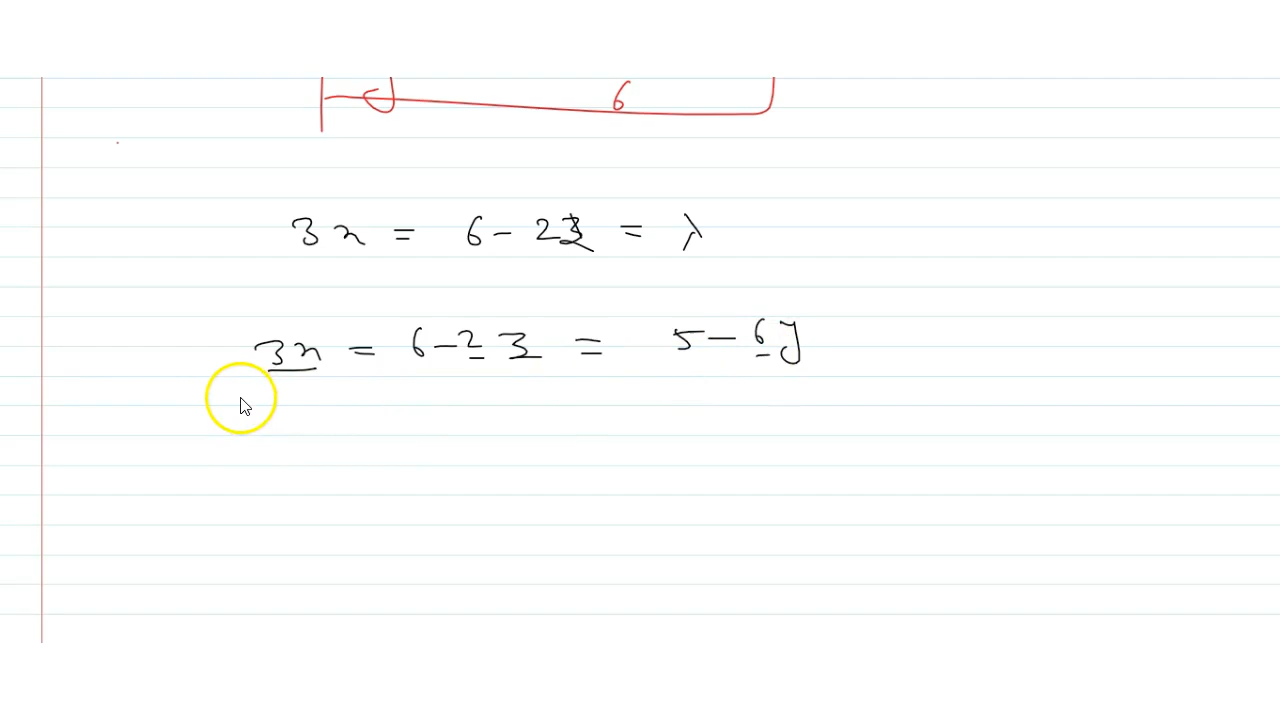 6
3x = 6 - 2z = λ
3x = 6 - 2z = 5 - 6y